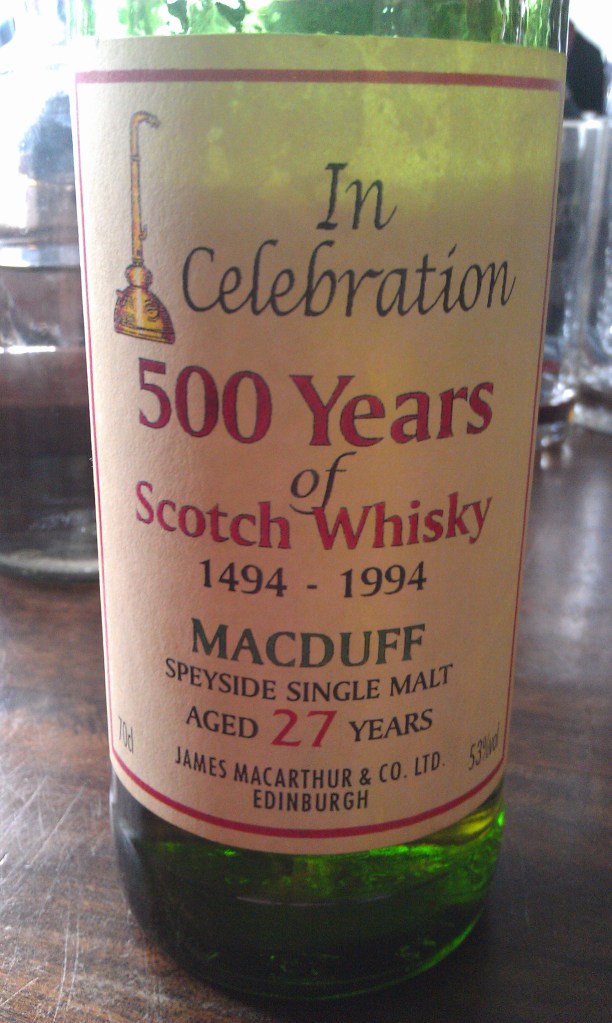 In
Celebration
500 Years
of
Scotch Whisky
1494 - 1994
MACDUFF
SPEYSIDE SINGLE MALT
AGED 27 YEARS
70cl
53%vol
JAMES MACARTHUR & CO. LTD.
EDINBURGH